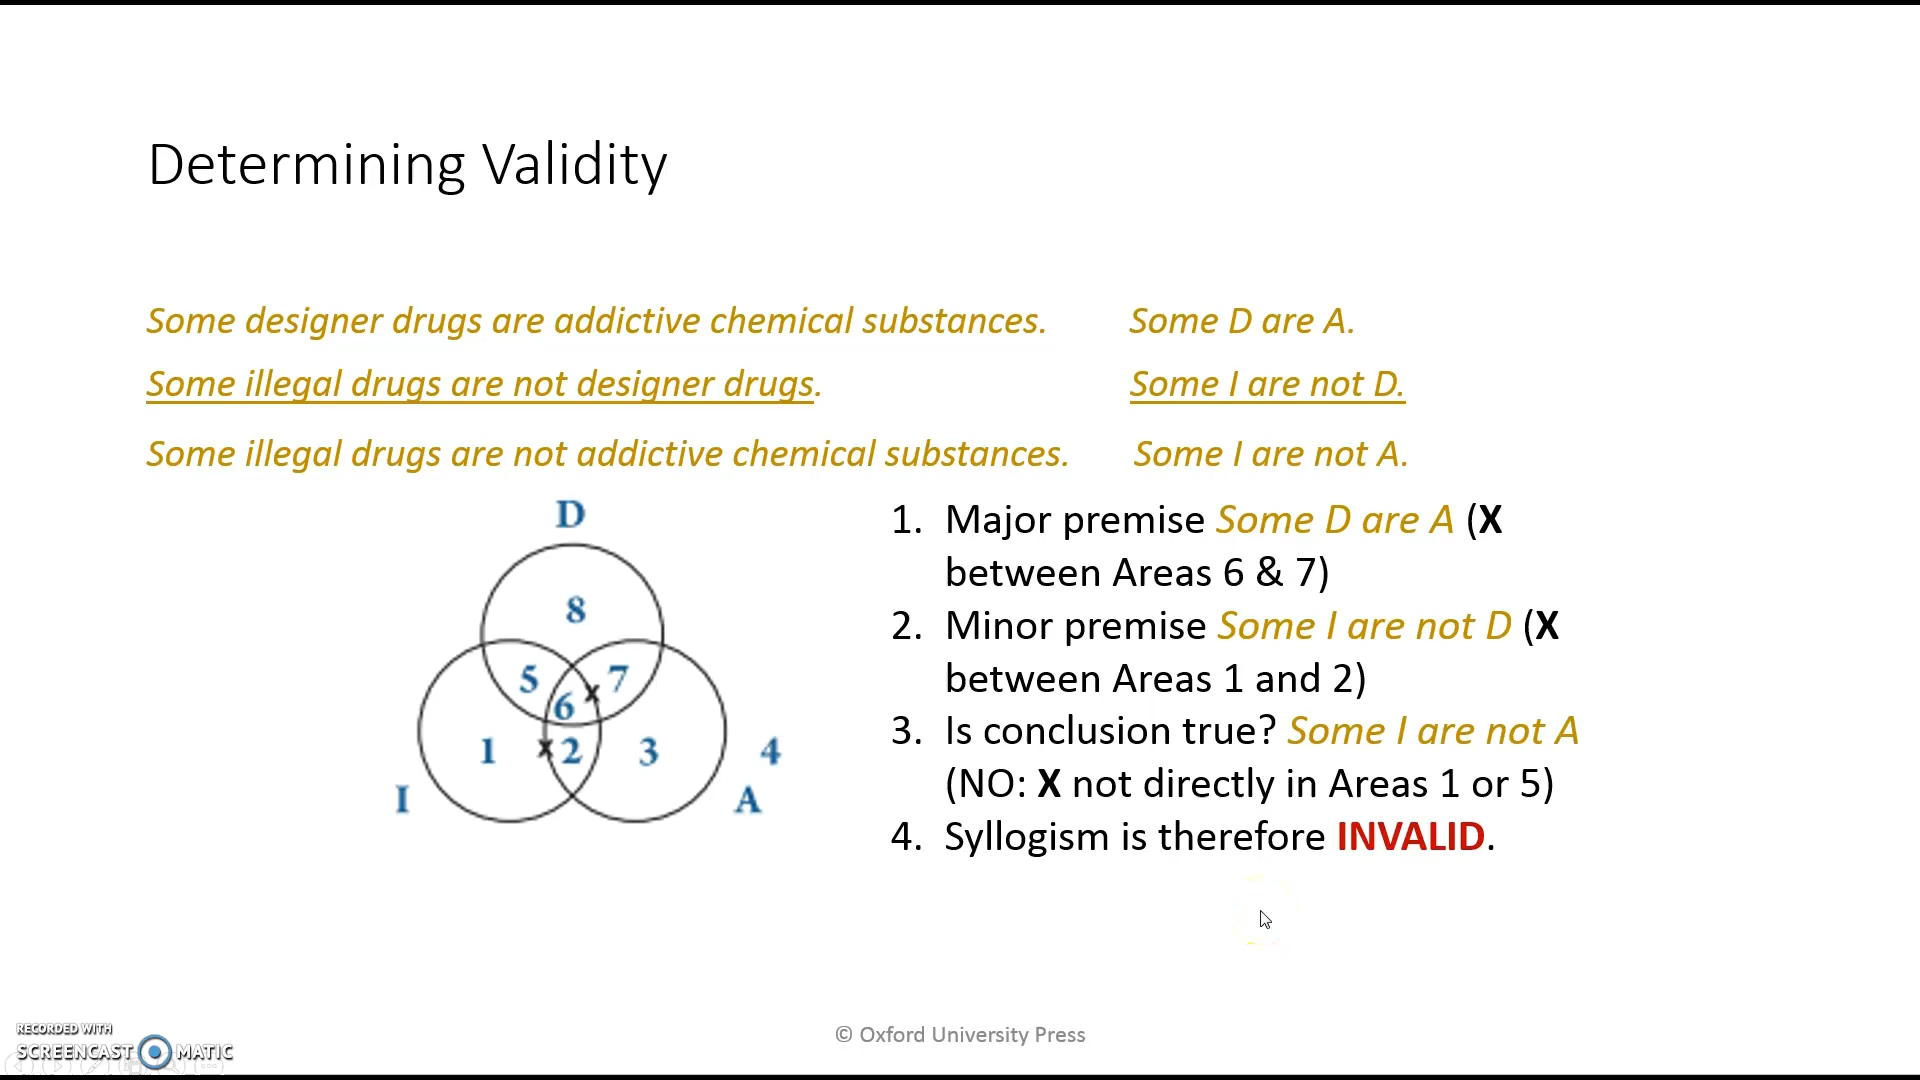 Determining Validity
Some designer drugs are addictive chemical substances. Some D are A.
Some illegal drugs are not designer drugs. Some I are not D.
Some illegal drugs are not addictive chemical substances. Some I are not A.
D
8
5
7
6
x
1
x
2
3
4
I
A
1. Major premise Some D are A (X
between Areas 6 & 7)
2. Minor premise Some I are not D (X
between Areas 1 and 2)
3. Is conclusion true? Some I are not A
(NO: X not directly in Areas 1 or 5)
4. Syllogism is therefore INVALID.
© Oxford University Press
RECORDED WITH
SCREENCAST MATIC